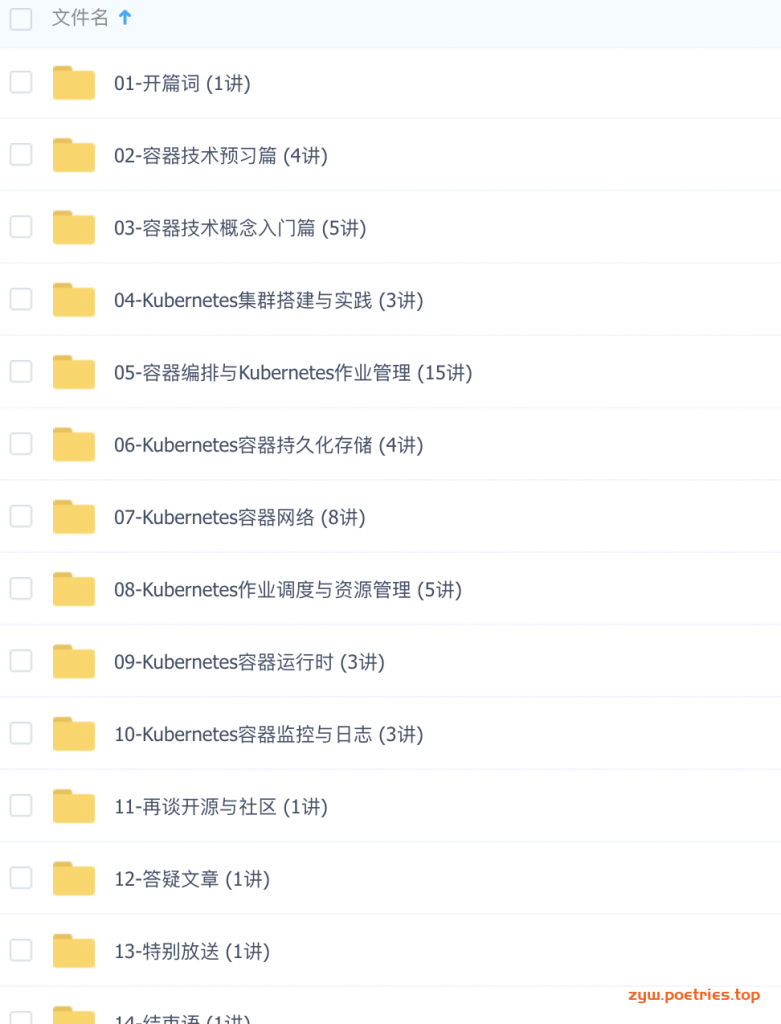 文件名
01-开篇词 (1讲)
02-容器技术预习篇 (4讲)
03-容器技术概念入门篇 (5讲)
04-Kubernetes集群搭建与实践 (3讲)
05-容器编排与Kubernetes作业管理 (15讲)
06-Kubernetes容器持久化存储 (4讲)
07-Kubernetes容器网络 (8讲)
08-Kubernetes作业调度与资源管理 (5讲)
09-Kubernetes容器运行时 (3讲)
10-Kubernetes容器监控与日志 (3讲)
11-再谈开源与社区 (1讲)
12-答疑文章 (1讲)
13-特别放送 (1讲)
zyw.poetries.top
14-结束语 (1讲)